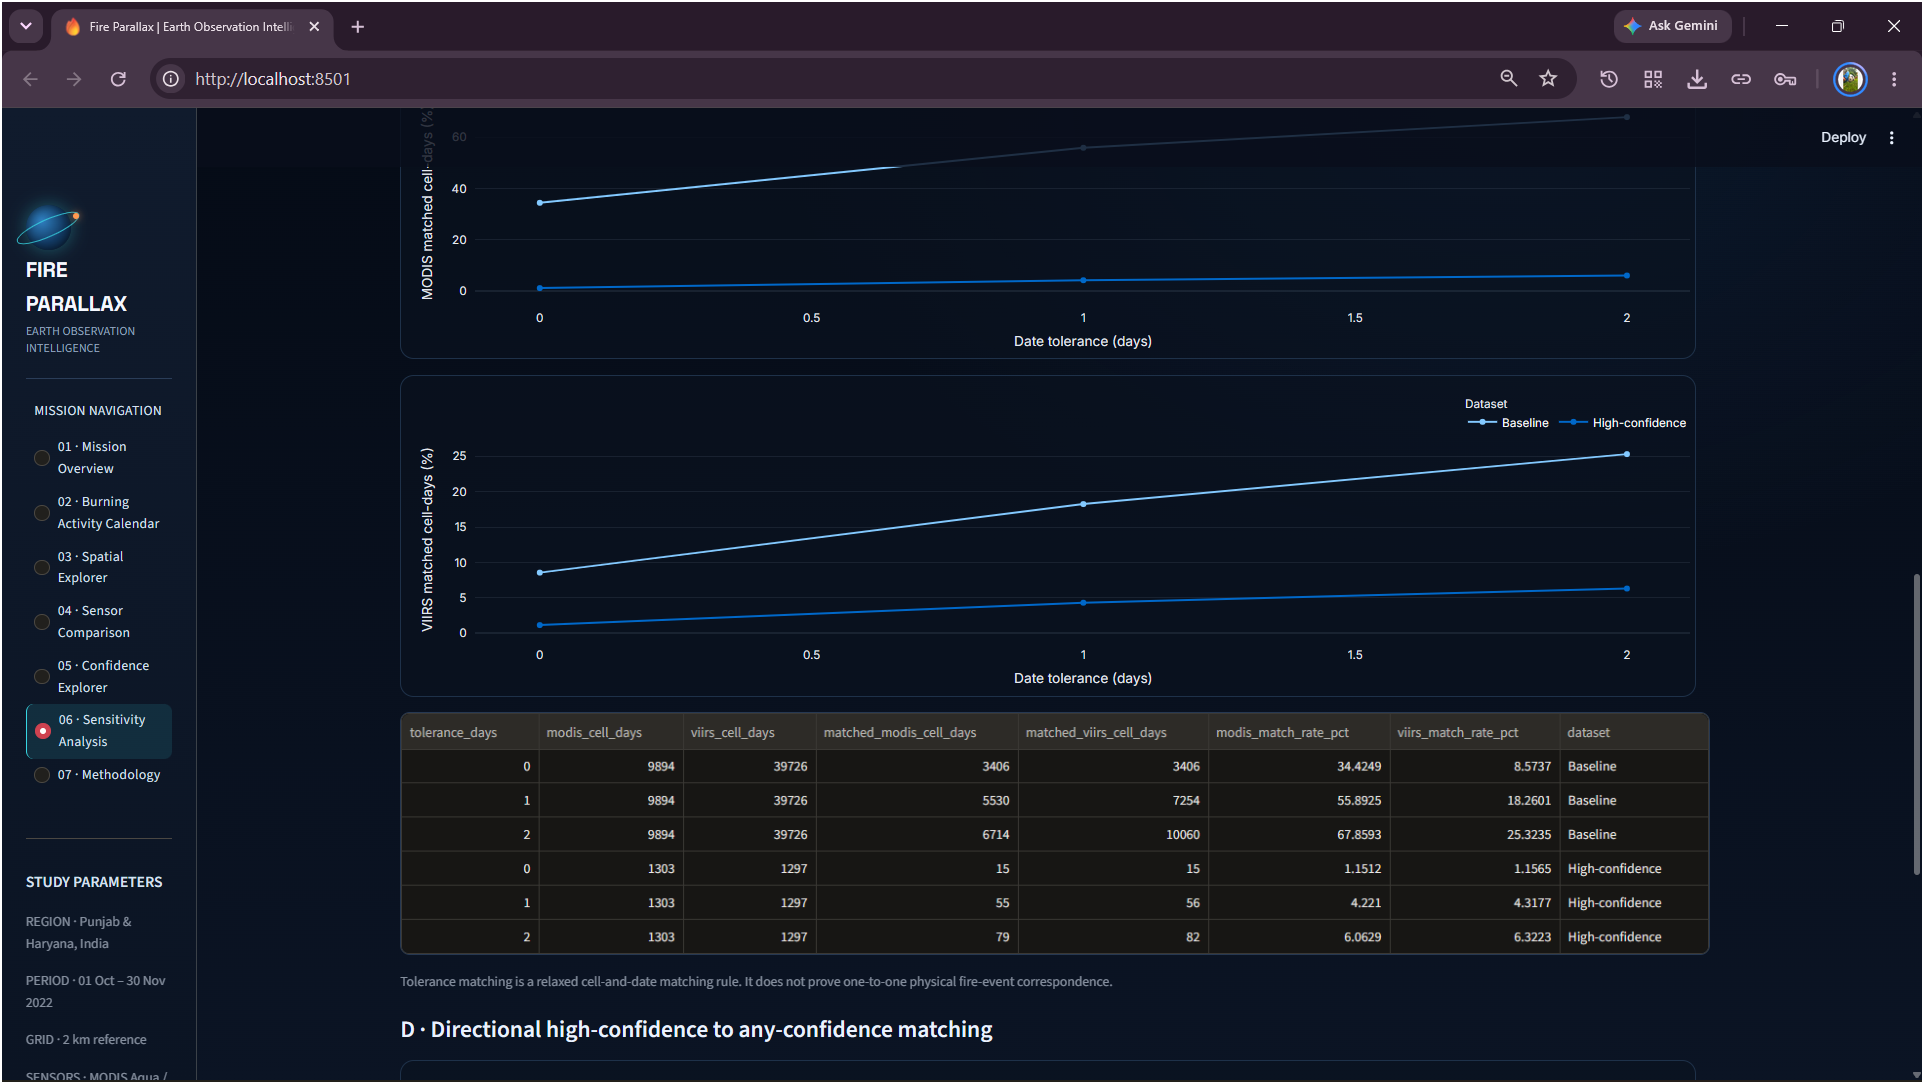 Fire Parallax | Earth Observation Intelli
Ask Gemini
http://localhost:8501
Deploy
FIRE
PARALLAX
EARTH OBSERVATION
INTELLIGENCE
MISSION NAVIGATION
01 · Mission
Overview
02 · Burning
Activity Calendar
03 · Spatial
Explorer
04 · Sensor
Comparison
05 · Confidence
Explorer
06 · Sensitivity
Analysis
07 · Methodology
STUDY PARAMETERS
REGION · Punjab &
Haryana, India
PERIOD · 01 Oct – 30 Nov
2022
GRID · 2 km reference
SENSORS · MODIS Aqua /
MODIS matched cell-days (%)
60
40
20
0
0 0.5 1 1.5 2
Date tolerance (days)
Dataset
Baseline High-confidence
VIIRS matched cell-days (%)
25
20
15
10
5
0
0 0.5 1 1.5 2
Date tolerance (days)
tolerance_days modis_cell_days viirs_cell_days matched_modis_cell_days matched_viirs_cell_days modis_match_rate_pct viirs_match_rate_pct dataset
0 9894 39726 3406 3406 34.4249 8.5737 Baseline
1 9894 39726 5530 7254 55.8925 18.2601 Baseline
2 9894 39726 6714 10060 67.8593 25.3235 Baseline
0 1303 1297 15 15 1.1512 1.1565 High-confidence
1 1303 1297 55 56 4.221 4.3177 High-confidence
2 1303 1297 79 82 6.0629 6.3223 High-confidence
Tolerance matching is a relaxed cell-and-date matching rule. It does not prove one-to-one physical fire-event correspondence.
D · Directional high-confidence to any-confidence matching